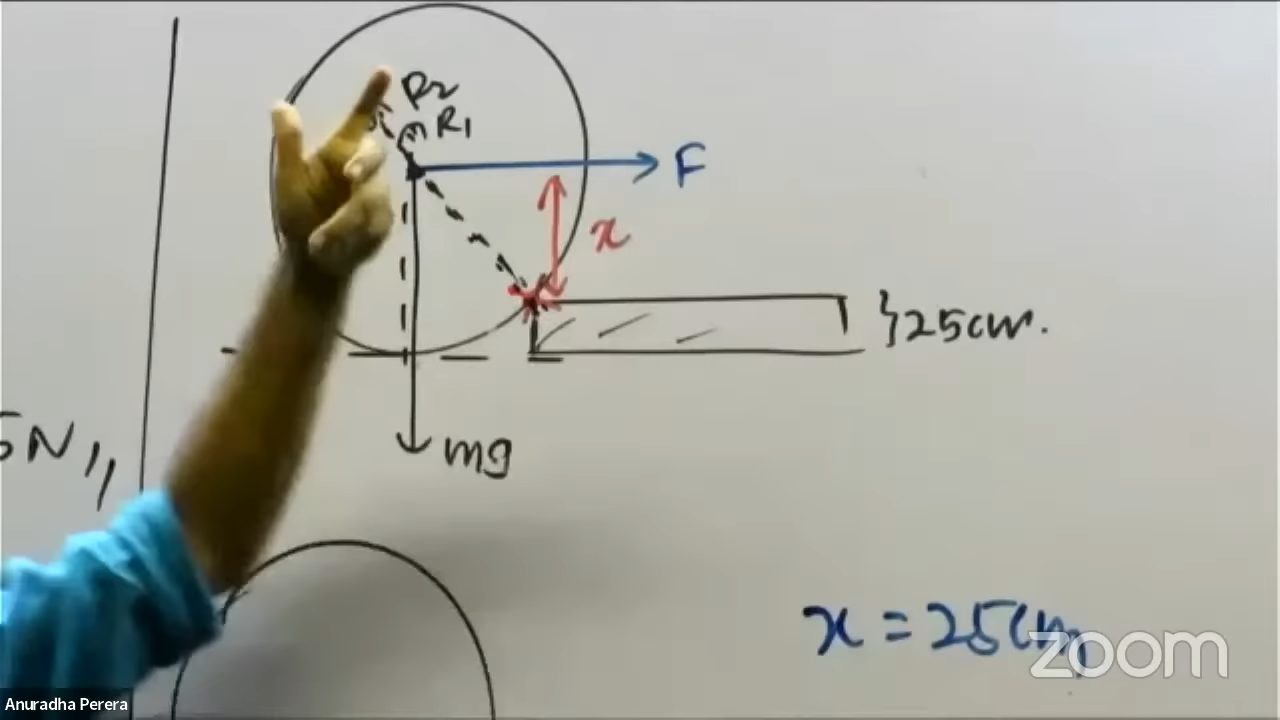 R2
R1
F
x
}25cm.
5N,,
mg
x = 25cm
zoom
Anuradha Perera